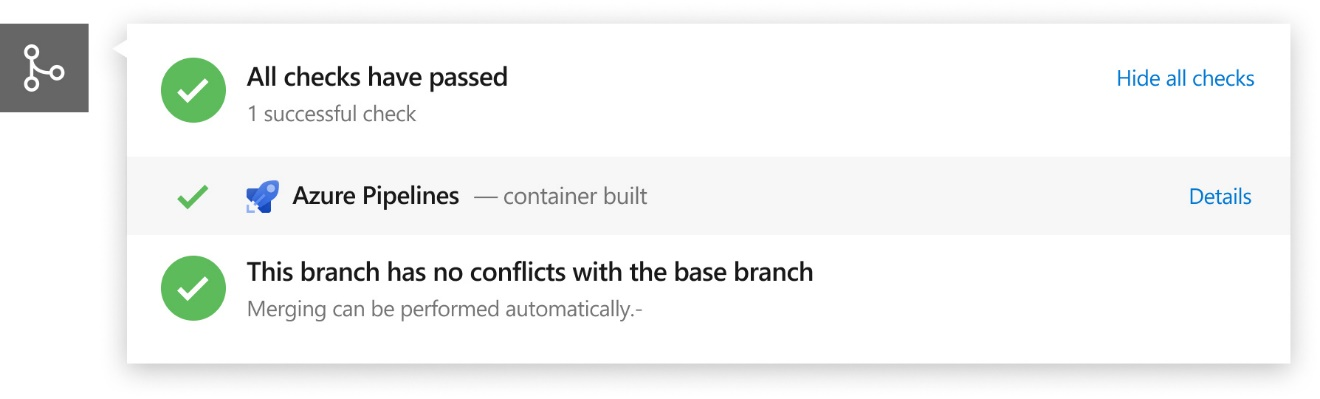 All checks have passed
Hide all checks
1 successful check
Azure Pipelines — container built
Details
This branch has no conflicts with the base branch
Merging can be performed automatically.-